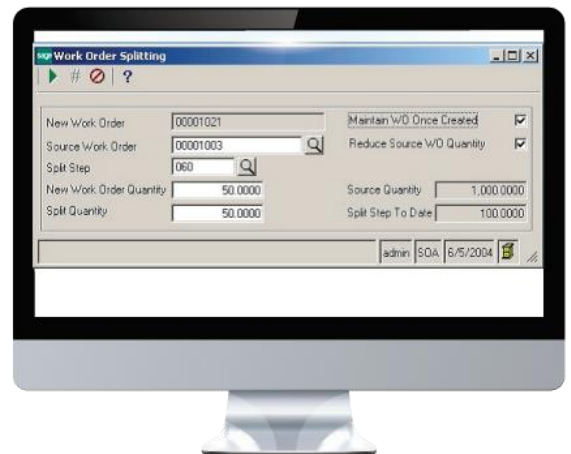 sage Work Order Splitting
# ?
New Work Order 00001021 Maintain WO Once Created
Source Work Order 00001003 Reduce Source WO Quantity
Split Step 060
New Work Order Quantity 50.0000 Source Quantity 1,000.0000
Split Quantity 50.0000 Split Step To Date 100.0000
admin SOA 6/5/2004